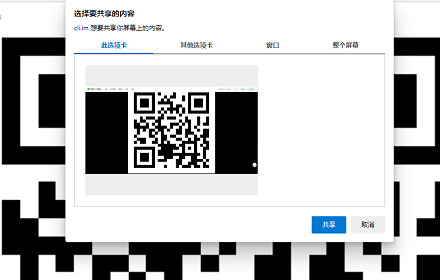 选择要共享的内容
cli.im 想要共享你屏幕上的内容。
此选项卡
其他选项卡
窗口
整个屏幕
共享
取消